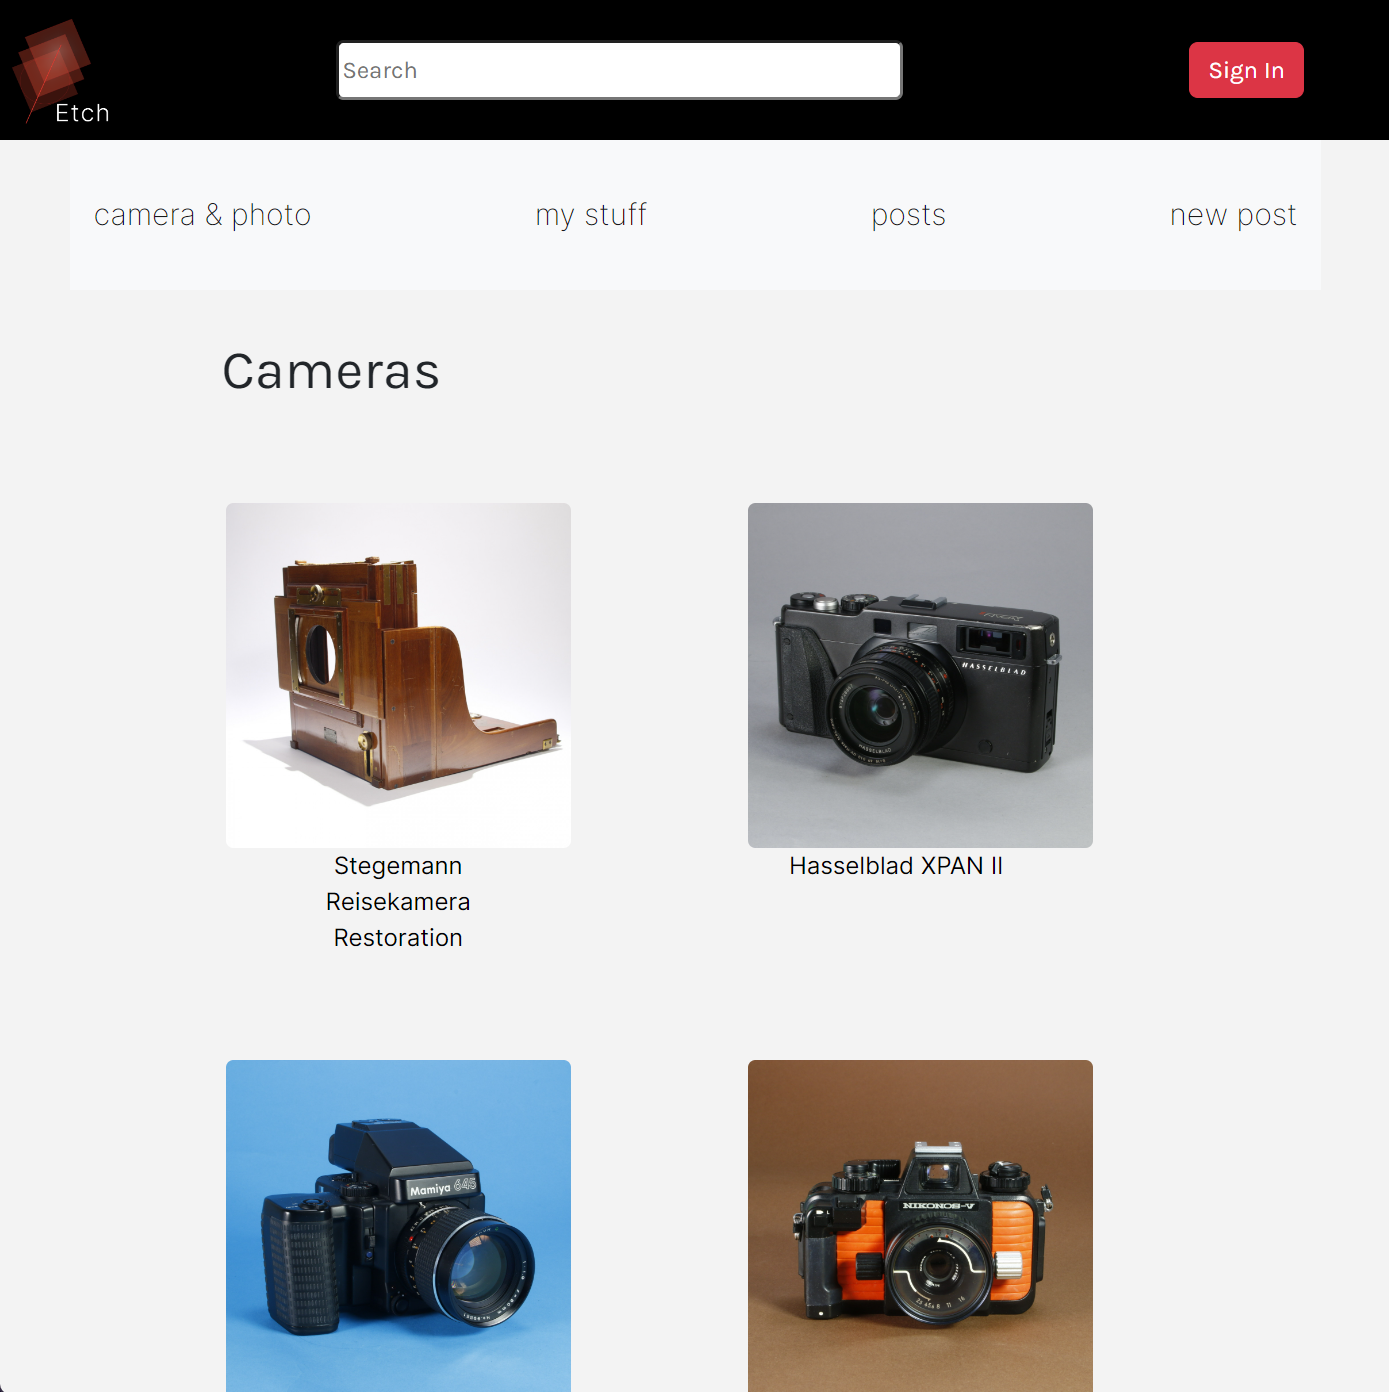 Etch
Search
Sign In
camera & photo
my stuff
posts
new post
Cameras
HASSELBLAD
HASSELBLAD
Stegemann
Reisekamera
Restoration
Hasselblad XPAN II
Mamiya 645
NIKONOS-V